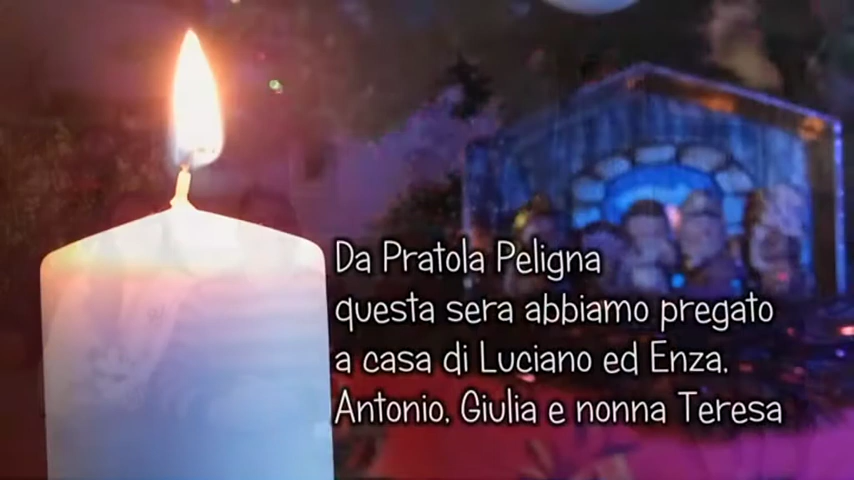 Da Pratola Peligna
questa sera abbiamo pregato
a casa di Luciano ed Enza,
Antonio, Giulia e nonna Teresa